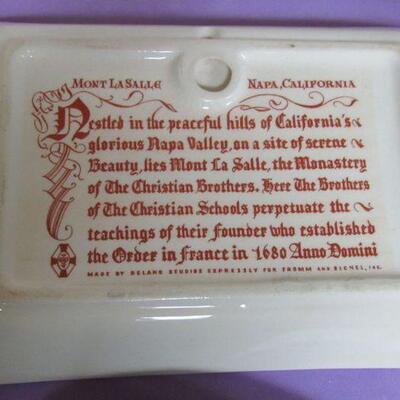 MONT LASALLE NAPA, CALIFORNIA
Nestled in the peaceful hills of California's
glorious Napa Valley, on a site of serene
Beauty, lies Mont La Salle, the Monastery
of The Christian Brothers. Here The Brothers
of The Christian Schools perpetuate the
teachings of their Founder who established
the Order in France in 1680 Anno Domini
MADE BY DELANO STUDIOS EXPRESSLY FOR FROMM AND SICHEL, INC.